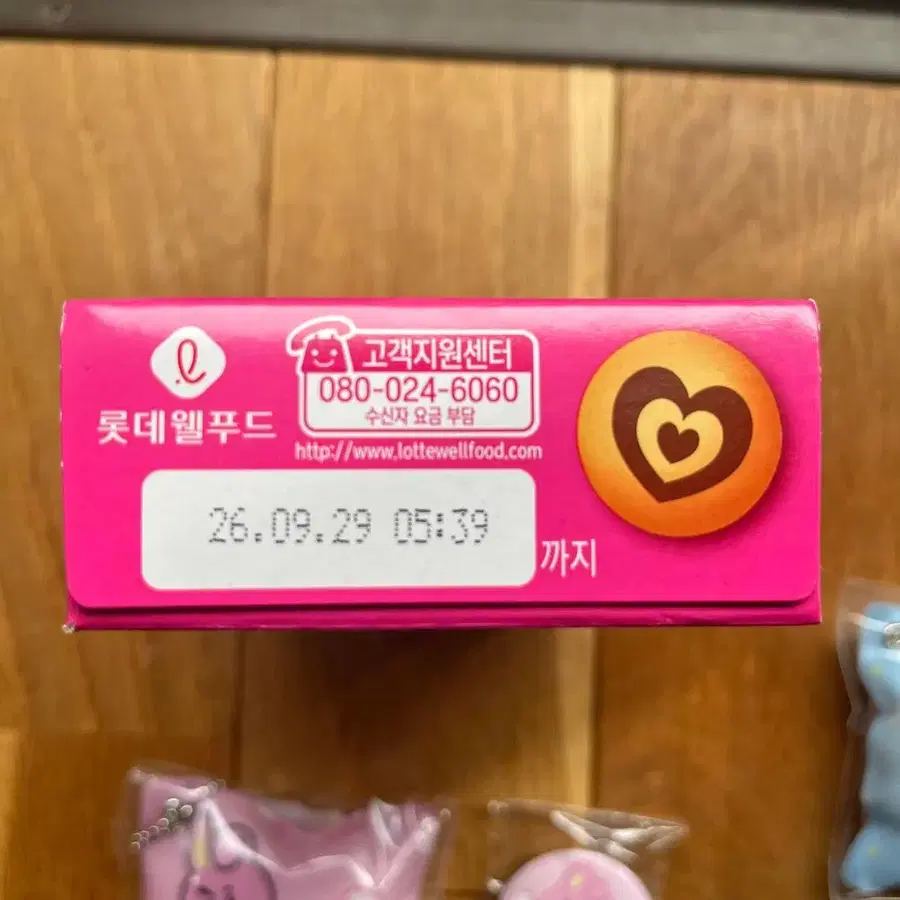 롯데웰푸드
고객지원센터
080-024-6060
수신자 요금 부담
http://www.lottewellfood.com
26.09.29 05:39
까지